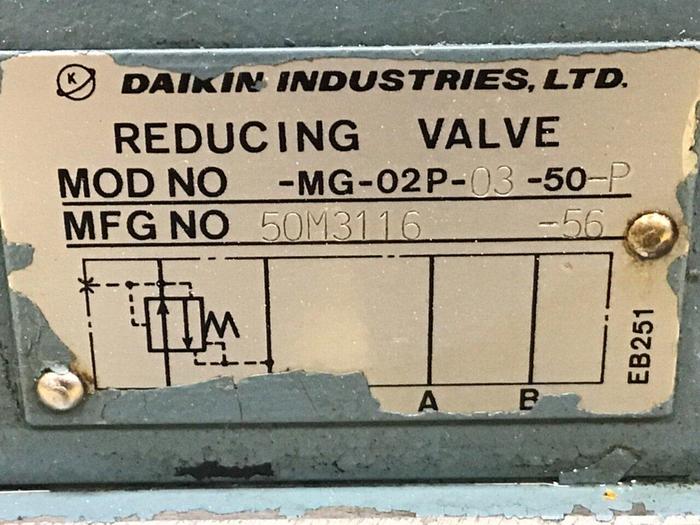 K DAIKIN INDUSTRIES, LTD.
REDUCING VALVE
MOD NO -MG-02P-03-50-P
MFG NO 50M3116 -56
A B
EB251